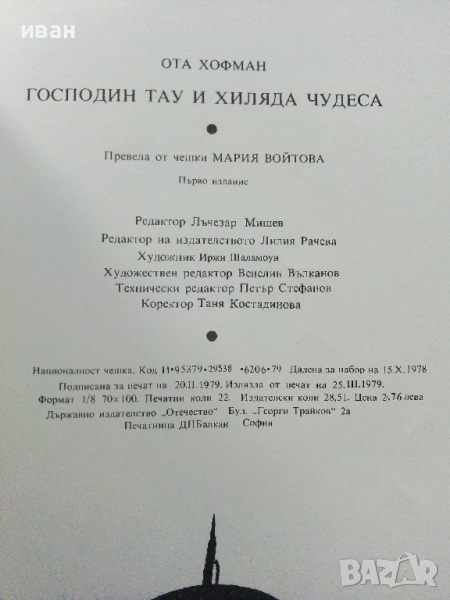 иван
ОТА ХОФМАН
ГОСПОДИН ТАУ И ХИЛЯДА ЧУДЕСА
Превела от чешки МАРИЯ ВОЙТОВА
Първо издание
Редактор Лъчезар Мишев
Редактор на издателството Лилия Рачева
Художник Иржи Шаламоун
Художествен редактор Венелин Вълканов
Технически редактор Петър Стефанов
Коректор Таня Костадинова
Националност чешка. Код 11•95379•29538 •6206•79 Дадена за набор на 15.X.1978
Подписана за печат на 20.II.1979. Излязла от печат на 25.III.1979.
Формат 1/8 70×100. Печатни коли 22. Издателски коли 28,51. Цена 2,76 лева
Държавно издателство „Отечество" Бул. „Георги Трайков" 2а
Печатница ДПБалкан София
BAZAR